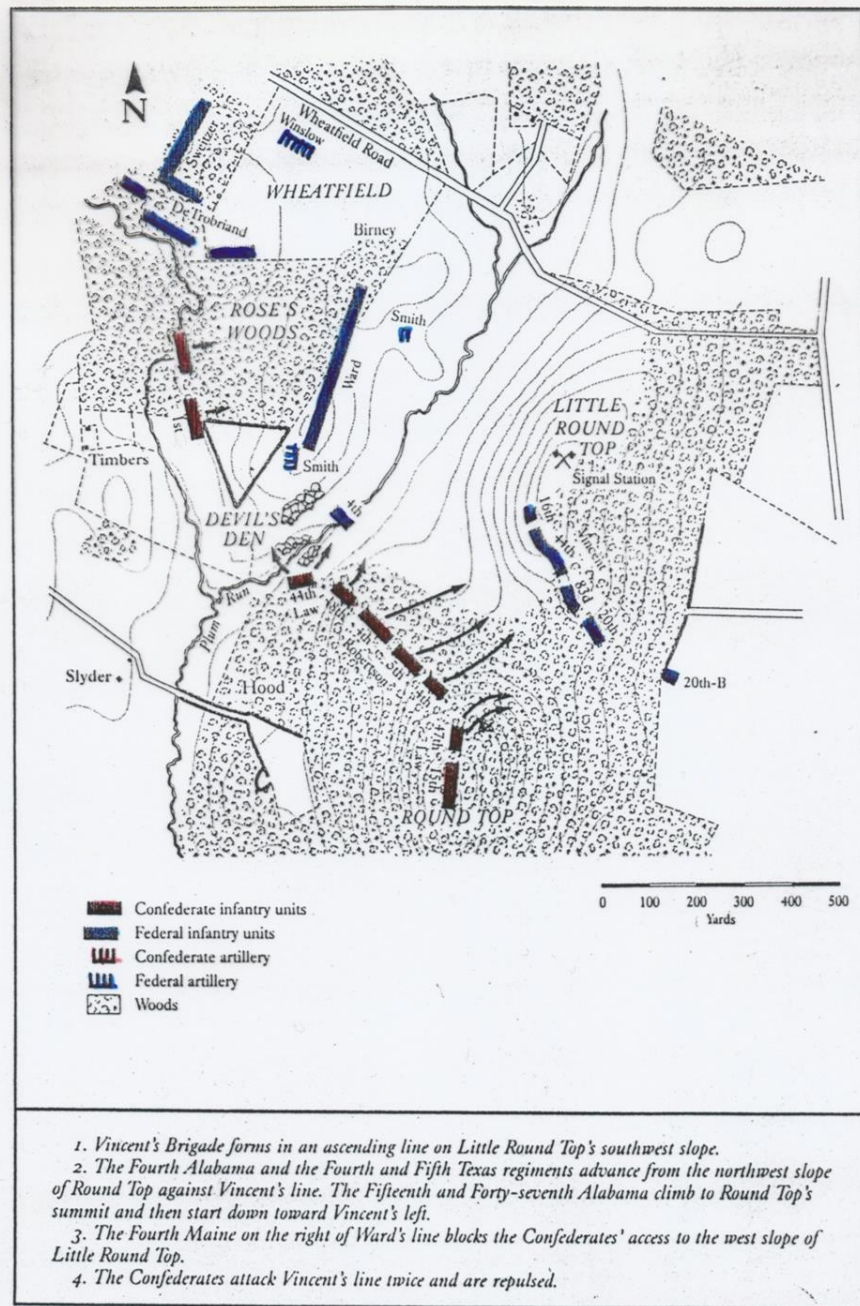 N
Wheatfield Road
Winslow
Sweitzer
WHEATFIELD
De Trobriand
Birney
ROSE'S
WOODS
Smith
Ward
LITTLE
ROUND
TOP
Signal Station
1st
Timbers
Smith
DEVIL'S
DEN
4th
16th
44th
Vincent
83d
20th
Plum Run
44th
Law
4th
Robertson
5th
4th
Slyder
Hood
20th-B
47th
15th
Law
ROUND TOP
Confederate infantry units
Federal infantry units
Confederate artillery
Federal artillery
Woods
0 100 200 300 400 500
Yards
1. Vincent's Brigade forms in an ascending line on Little Round Top's southwest slope.
2. The Fourth Alabama and the Fourth and Fifth Texas regiments advance from the northwest slope
of Round Top against Vincent's line. The Fifteenth and Forty-seventh Alabama climb to Round Top's
summit and then start down toward Vincent's left.
3. The Fourth Maine on the right of Ward's line blocks the Confederates' access to the west slope of
Little Round Top.
4. The Confederates attack Vincent's line twice and are repulsed.